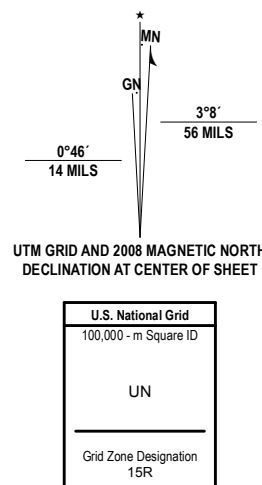 ★
MN
GN
3°8´
56 MILS
0°46´
14 MILS
UTM GRID AND 2008 MAGNETIC NORTH
DECLINATION AT CENTER OF SHEET
U.S. National Grid
100,000 - m Square ID
UN
Grid Zone Designation
15R